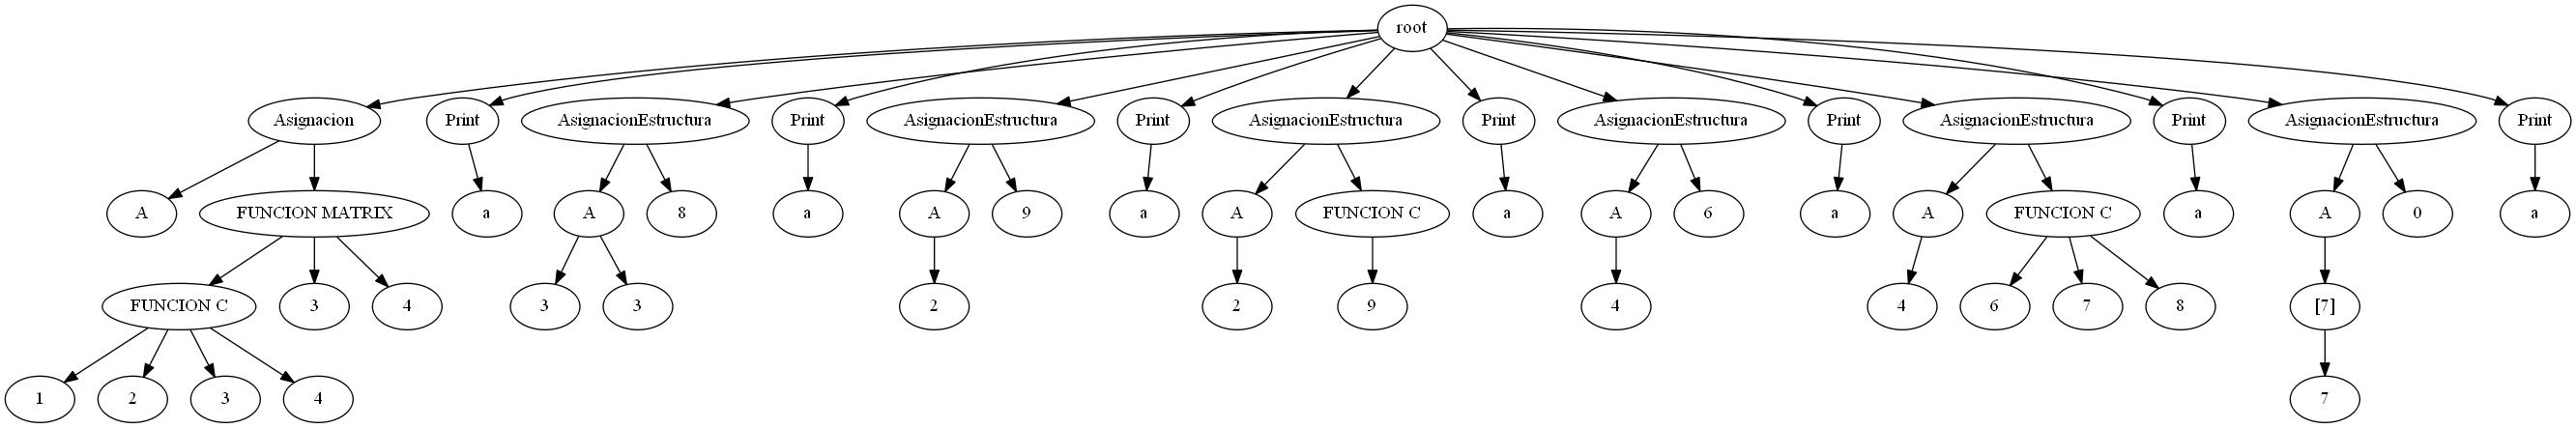 root
Asignacion
Print
AsignacionEstructura
Print
AsignacionEstructura
Print
AsignacionEstructura
Print
AsignacionEstructura
Print
AsignacionEstructura
Print
AsignacionEstructura
Print
A
FUNCION MATRIX
a
A
8
a
A
9
a
A
FUNCION C
a
A
6
a
A
FUNCION C
a
A
0
a
FUNCION C
3
4
3
3
2
2
9
4
4
6
7
8
[7]
1
2
3
4
7